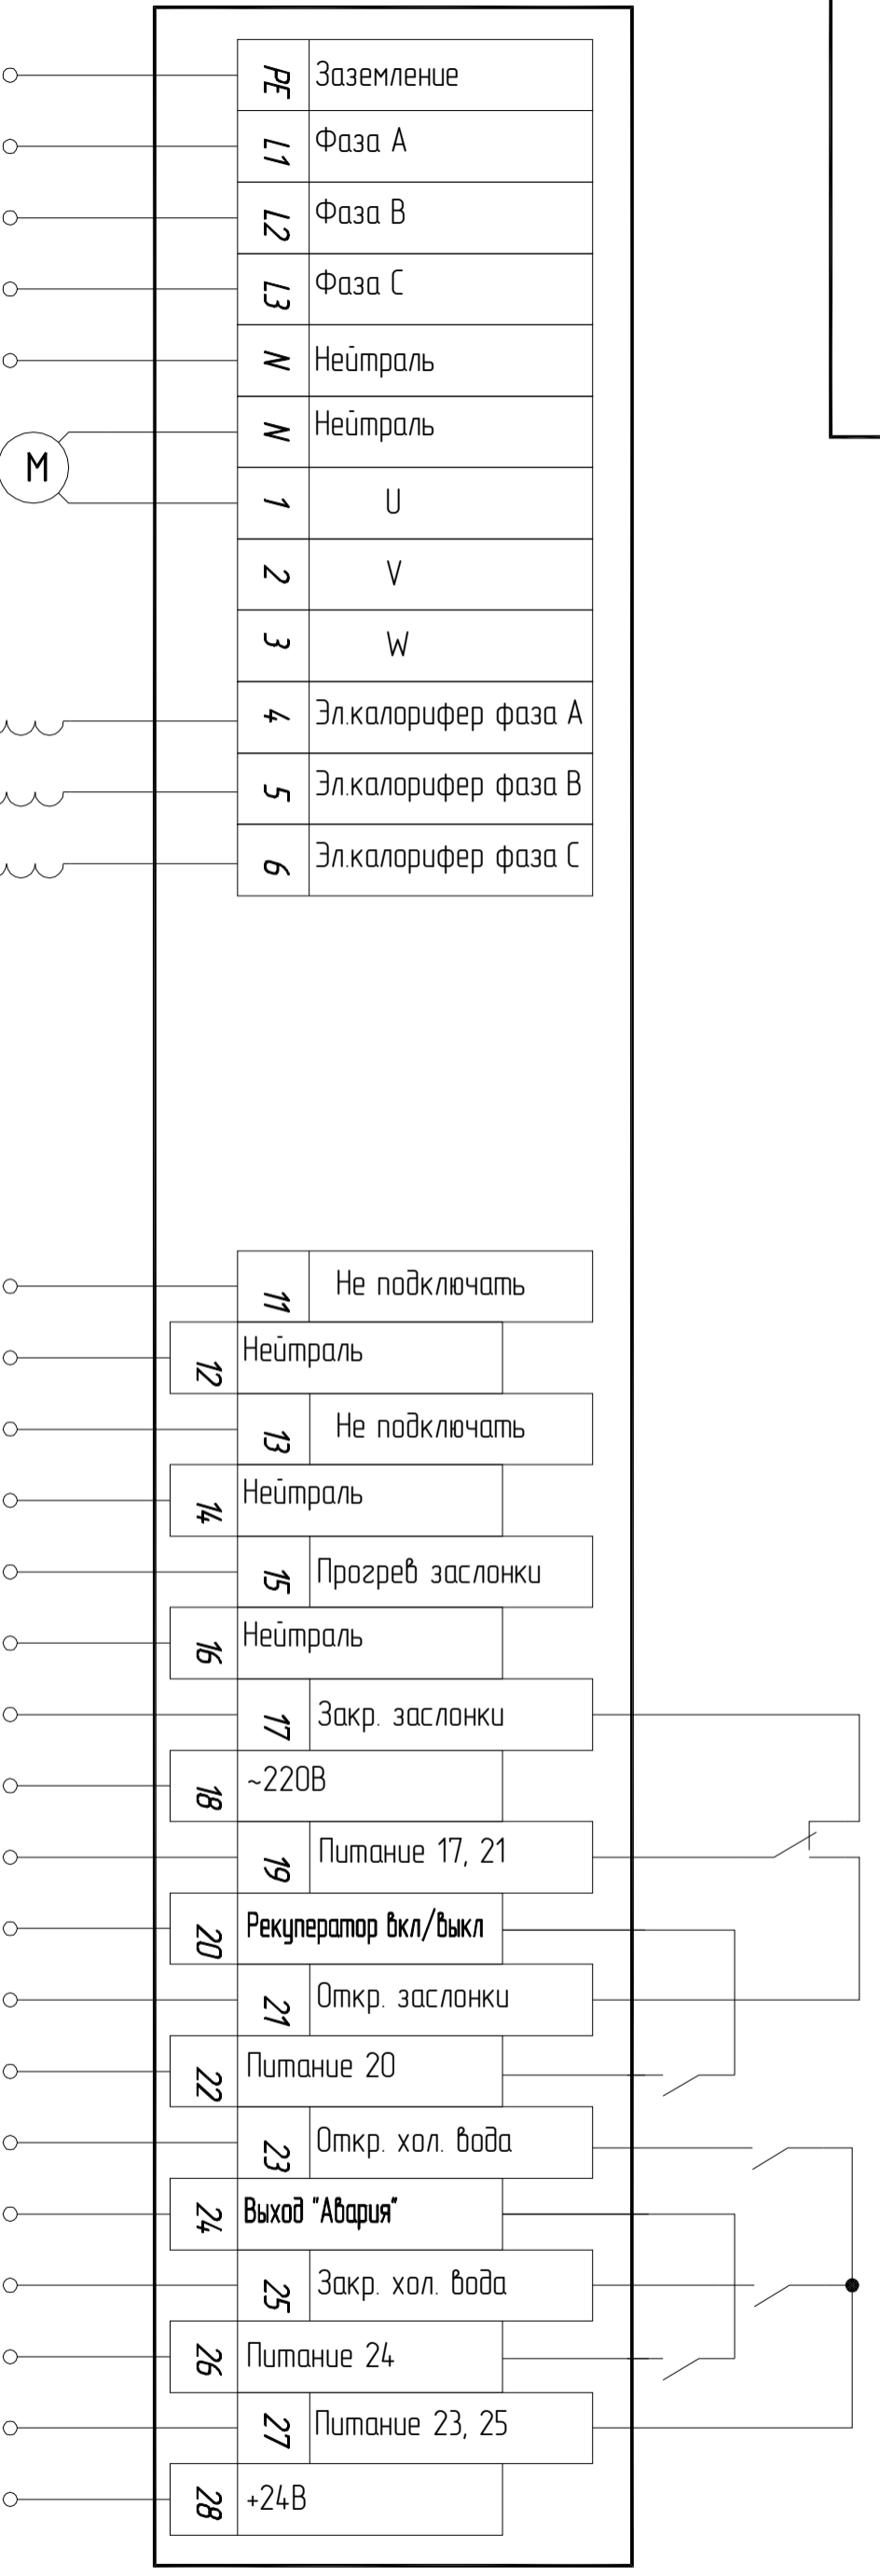 PE Заземление
L1 Фаза А
L2 Фаза В
L3 Фаза С
N Нейтраль
N Нейтраль
M
1 U
2 V
3 W
4 Эл.калорифер фаза А
5 Эл.калорифер фаза В
6 Эл.калорифер фаза С
11 Не подключать
12 Нейтраль
13 Не подключать
14 Нейтраль
15 Прогрев заслонки
16 Нейтраль
17 Закр. заслонки
18 ~220В
19 Питание 17, 21
20 Рекуператор вкл/выкл
21 Откр. заслонки
22 Питание 20
23 Откр. хол. вода
24 Выход "Авария"
25 Закр. хол. вода
26 Питание 24
27 Питание 23, 25
28 +24В